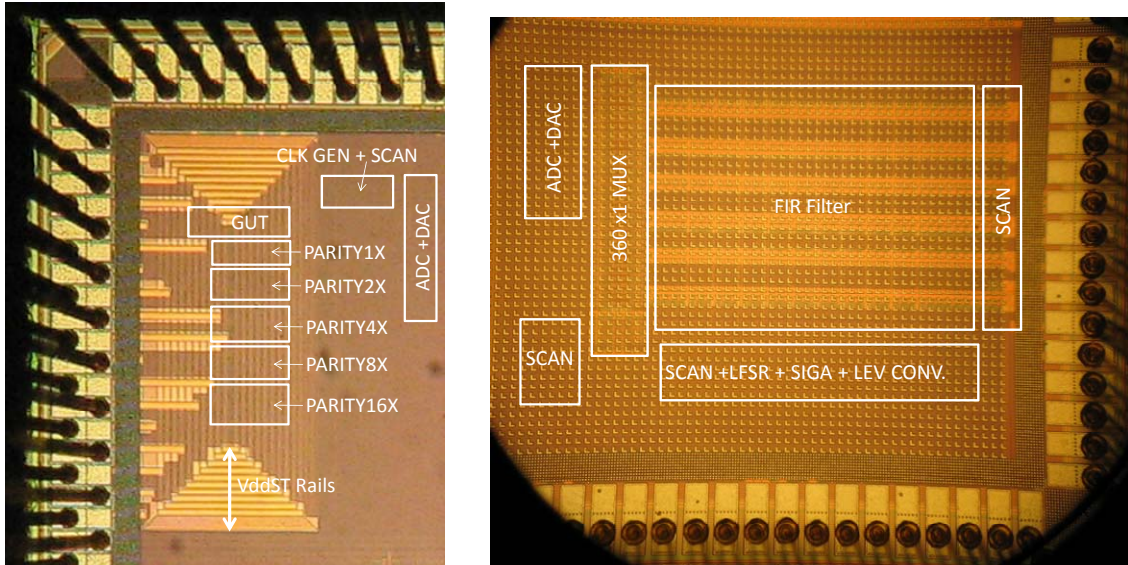 CLK GEN + SCAN
GUT
ADC +DAC
PARITY1X
PARITY2X
PARITY4X
PARITY8X
PARITY16X
VddST Rails
ADC +DAC
360 x1 MUX
FIR Filter
SCAN
SCAN
SCAN +LFSR + SIGA + LEV CONV.